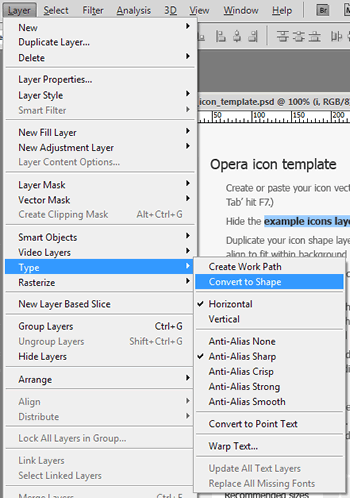 Layer Select Filter Analysis 3D View Window Help Br
New
Duplicate Layer...
Delete
Layer Properties...
Layer Style
Smart Filter
New Fill Layer
New Adjustment Layer
Layer Content Options...
Layer Mask
Vector Mask
Create Clipping Mask Alt+Ctrl+G
Smart Objects
Video Layers
Type
Rasterize
New Layer Based Slice
Group Layers Ctrl+G
Ungroup Layers Shift+Ctrl+G
Hide Layers
Arrange
Align
Distribute
Lock All Layers in Group...
Link Layers
Select Linked Layers
Merge Layers Ctrl+E
_icon_template.psd @ 100% (i, RGB/8
50 100 150 200
Opera icon template
Create or paste your icon vect
Tab' hit F7.)
Hide the example icons laye
Duplicate your icon shape laye
align to fit within background
Create Work Path
Convert to Shape
Horizontal
Vertical
Anti-Alias None
Anti-Alias Sharp
Anti-Alias Crisp
Anti-Alias Strong
Anti-Alias Smooth
Convert to Point Text
Warp Text...
Update All Text Layers
Replace All Missing Fonts
Recommended sizes